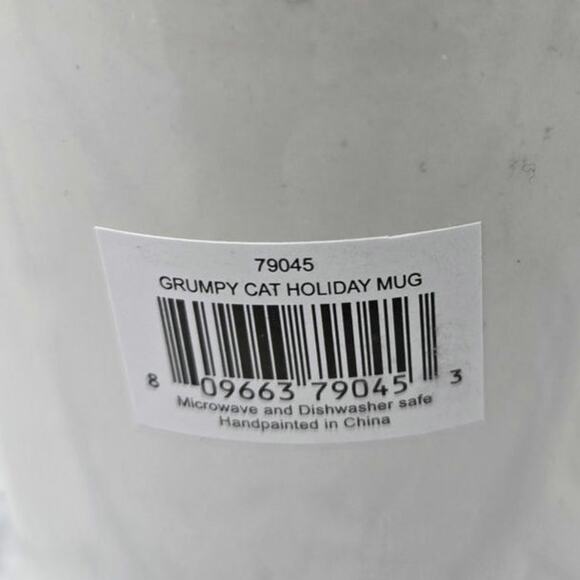 79045
GRUMPY CAT HOLIDAY MUG
8 09663 79045 3
Microwave and Dishwasher safe
Handpainted in China